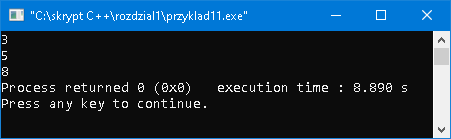 "C:\skrypt C++\rozdzial1\przyklad11.exe"
3
5
8
Process returned 0 (0x0)   execution time : 8.890 s
Press any key to continue.